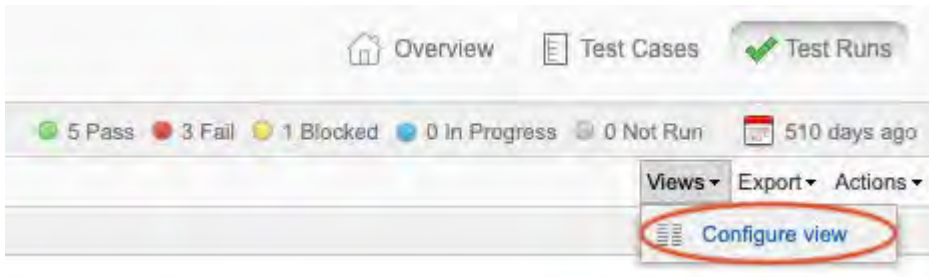 Overview Test Cases Test Runs
5 Pass 3 Fail 1 Blocked 0 In Progress 0 Not Run 510 days ago
Views Export Actions
Configure view